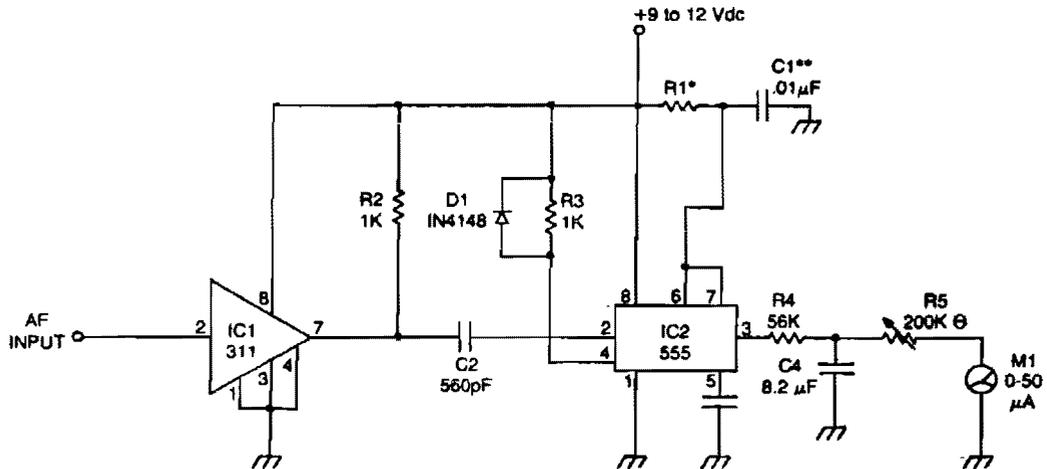 +9 to 12 Vdc
C1**
.01µF
R1*
R2
1K
D1
IN4148
R3
1K
8
8
6
7
R4
56K
R5
200K Θ
AF
INPUT
2
IC1
311
7
4
3
1
C2
560pF
2
4
IC2
555
3
1
5
C4
8.2 µF
M1
0-50
µA